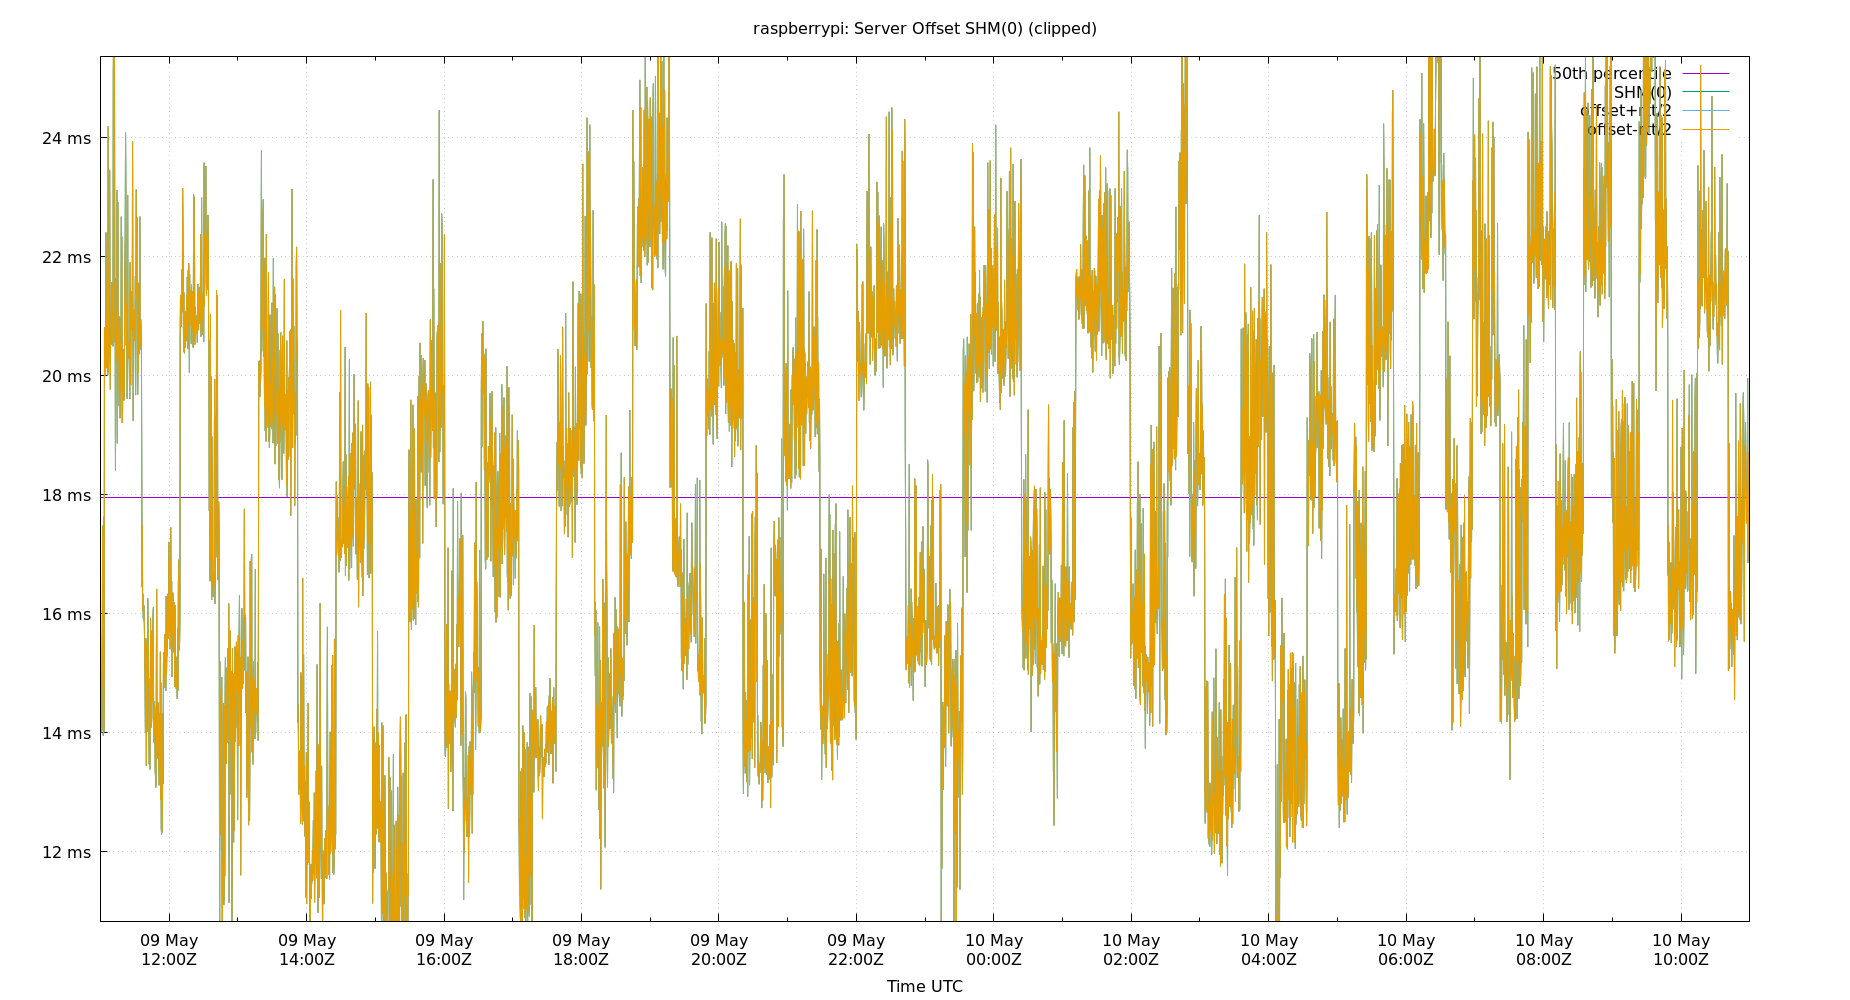 raspberrypi: Server Offset SHM(0) (clipped)
50th percentile
SHM(0)
offset+rtt/2
offset-rtt/2
24 ms
22 ms
20 ms
18 ms
16 ms
14 ms
12 ms
09 May 09 May 09 May 09 May 09 May 09 May 10 May 10 May 10 May 10 May 10 May 10 May
12:00Z 14:00Z 16:00Z 18:00Z 20:00Z 22:00Z 00:00Z 02:00Z 04:00Z 06:00Z 08:00Z 10:00Z
Time UTC